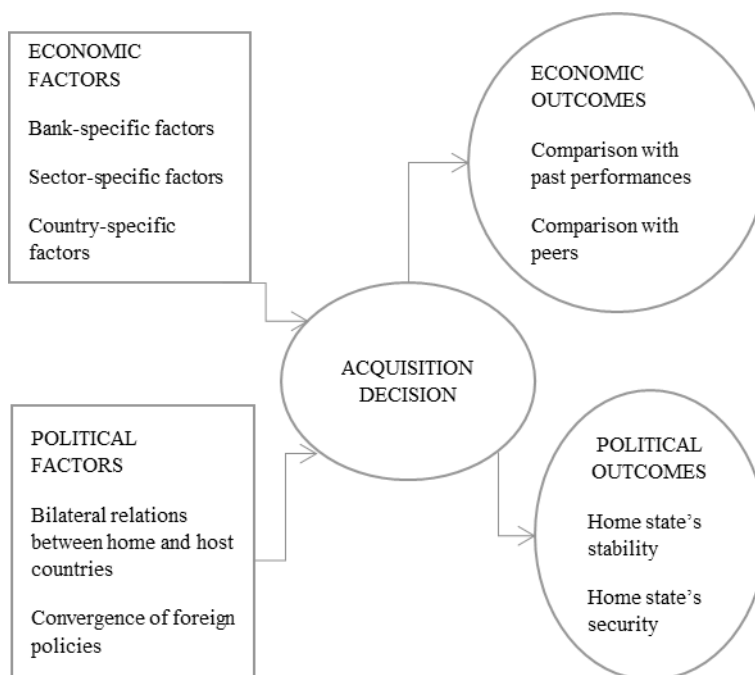 ECONOMIC
FACTORS
Bank-specific factors
Sector-specific factors
Country-specific
factors
ECONOMIC
OUTCOMES
Comparison with
past performances
Comparison with
peers
ACQUISITION
DECISION
POLITICAL
FACTORS
Bilateral relations
between home and host
countries
Convergence of foreign
policies
POLITICAL
OUTCOMES
Home state’s
stability
Home state’s
security